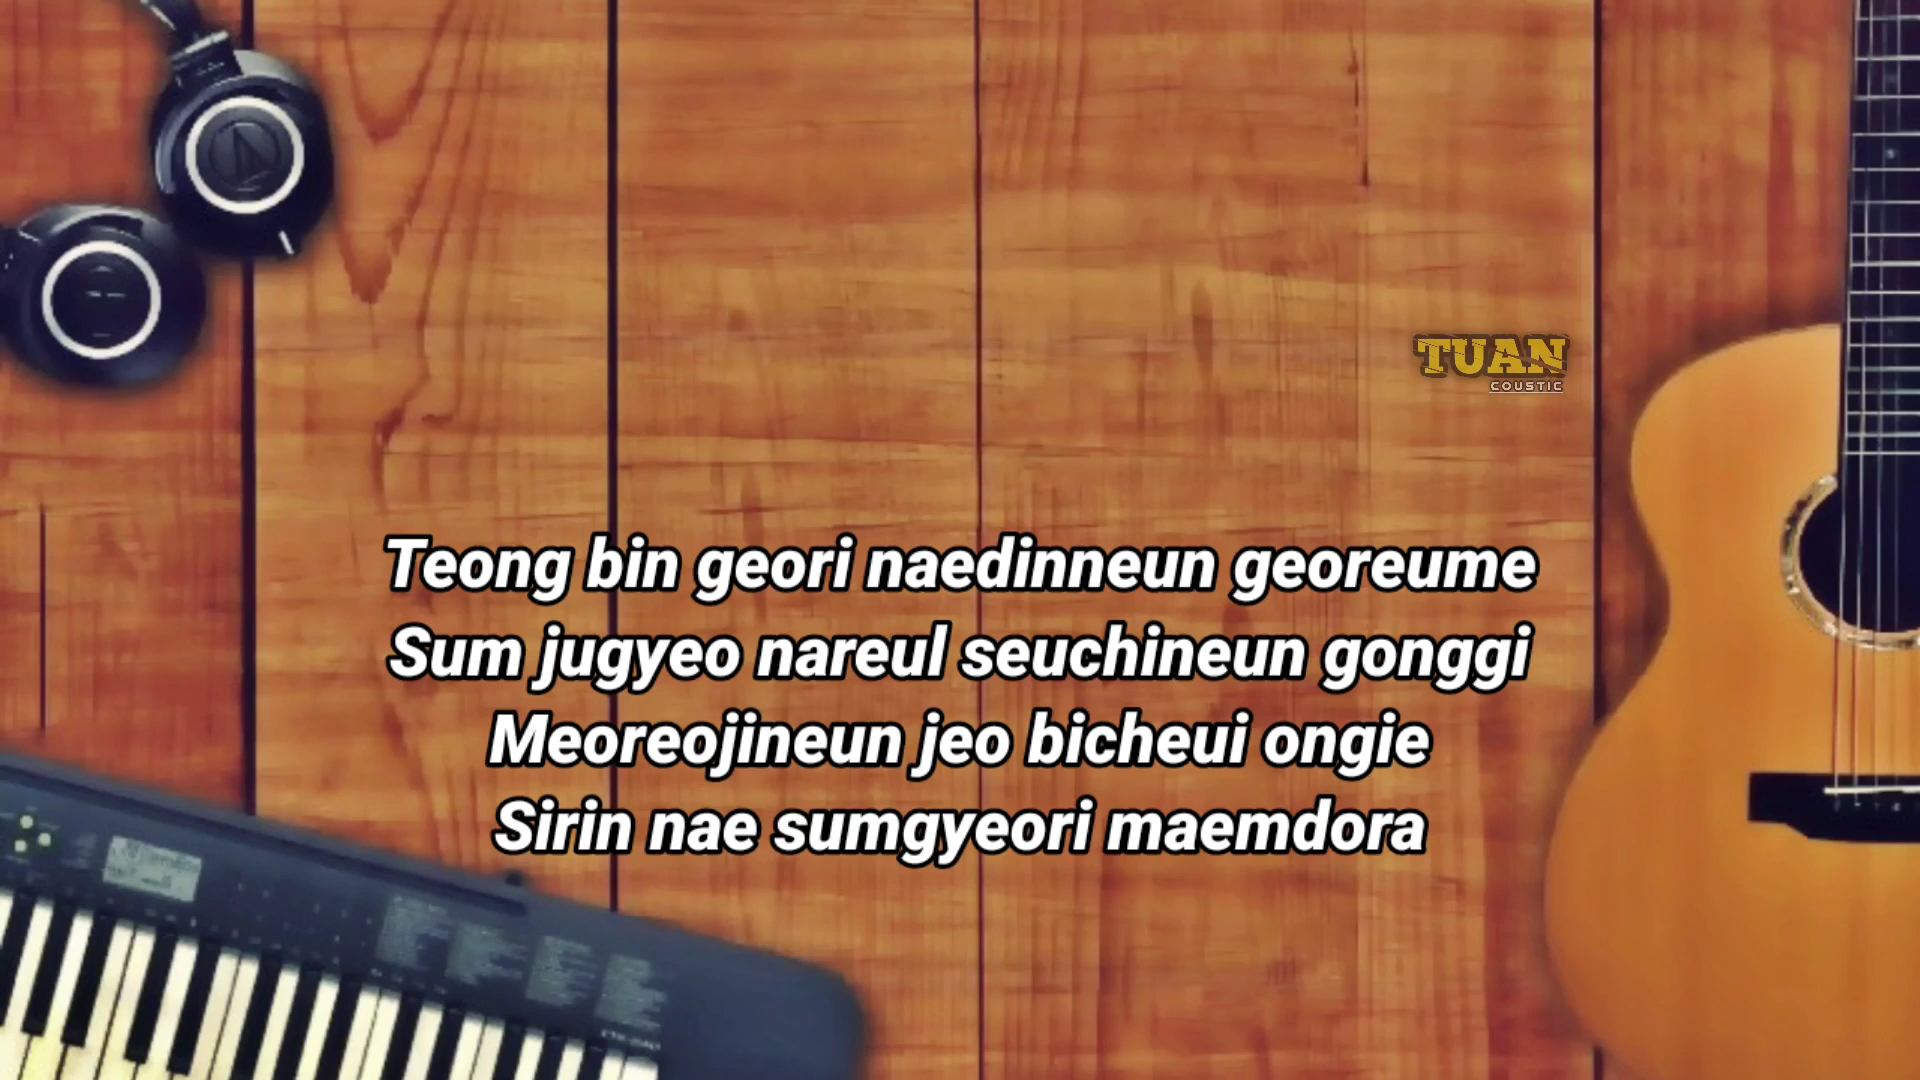 TUAN
COUSTIC
Teong bin geori naedinneun georeume
Sum jugyeo nareul seuchineun gonggi
Meoreojineun jeo bicheui ongie
Sirin nae sumgyeori maemdora